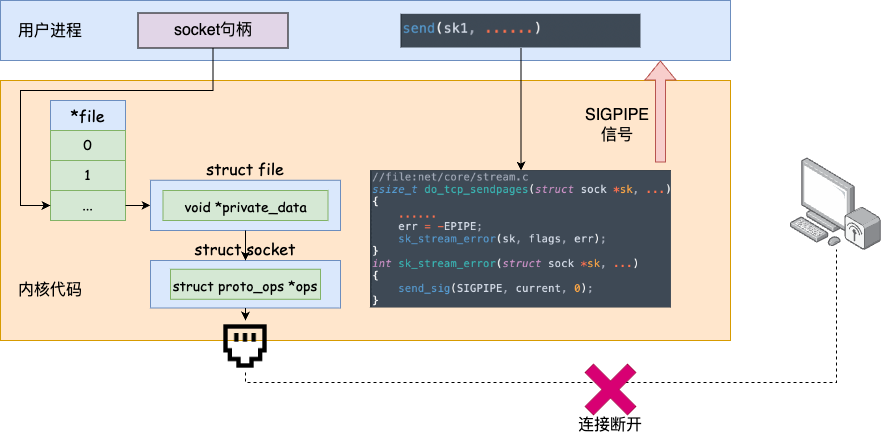 用户进程
socket句柄
send(sk1, ......)
SIGPIPE
信号
*file
0
1
...
struct file
void *private_data
struct socket
struct proto_ops *ops
内核代码
//file:net/core/stream.c
ssize_t do_tcp_sendpages(struct sock *sk, ...)
{
......
err = -EPIPE;
sk_stream_error(sk, flags, err);
}
int sk_stream_error(struct sock *sk, ...)
{
send_sig(SIGPIPE, current, 0);
}
连接断开